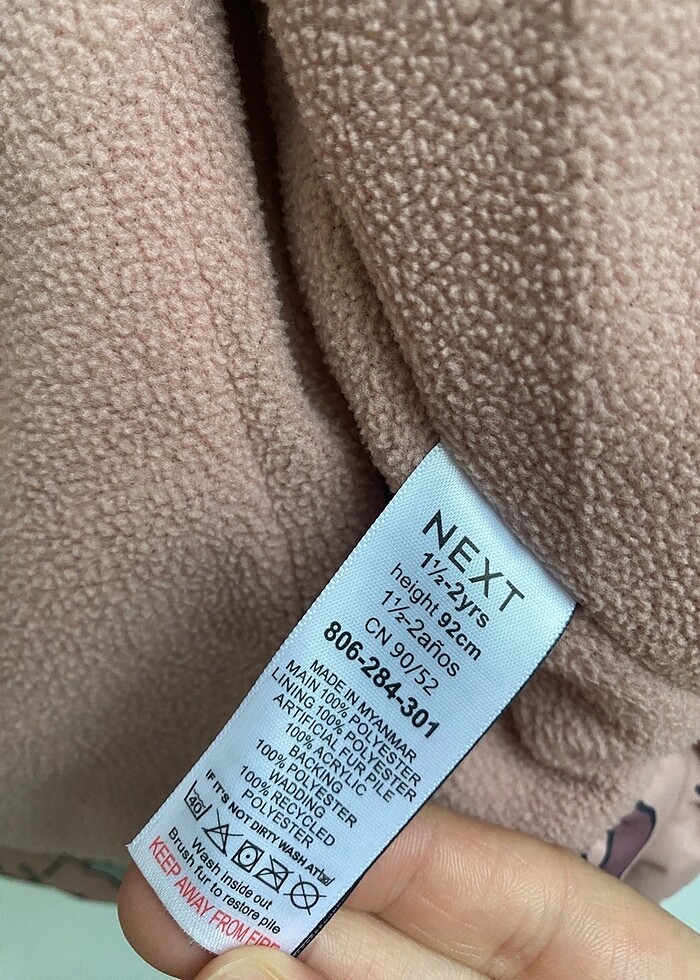 NEXT
1½-2yrs
height 92cm
1½-2años
CN 90/52
806-284-301
MADE IN MYANMAR
MAIN 100% POLYESTER
LINING 100% POLYESTER
ARTIFICIAL FUR PILE
100% ACRYLIC
BACKING
100% POLYESTER
WADDING
100% RECYCLED
POLYESTER
IF IT'S NOT DIRTY WASH AT
40
Wash inside out
Brush fur to restore pile
KEEP AWAY FROM FIRE